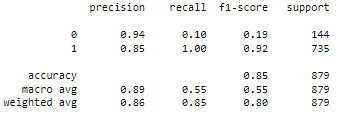 precision recall f1-score support
0 0.94 0.10 0.19 144
1 0.85 1.00 0.92 735
accuracy 0.85 879
macro avg 0.89 0.55 0.55 879
weighted avg 0.86 0.85 0.80 879